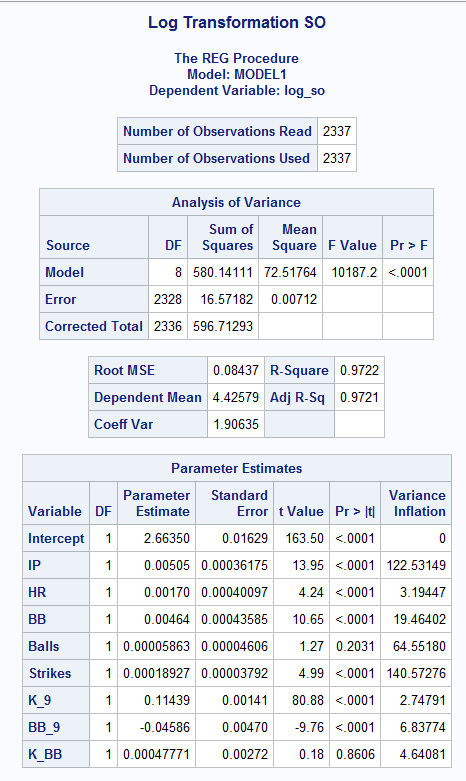 Log Transformation SO
The REG Procedure
Model: MODEL1
Dependent Variable: log_so
Number of Observations Read 2337
Number of Observations Used 2337
Analysis of Variance
Source DF Sum of Squares Mean Square F Value Pr > F
Model 8 580.14111 72.51764 10187.2 <.0001
Error 2328 16.57182 0.00712
Corrected Total 2336 596.71293
Root MSE 0.08437 R-Square 0.9722
Dependent Mean 4.42579 Adj R-Sq 0.9721
Coeff Var 1.90635
Parameter Estimates
Variable DF Parameter Estimate Standard Error t Value Pr > |t| Variance Inflation
Intercept 1 2.66350 0.01629 163.50 <.0001 0
IP 1 0.00505 0.00036175 13.95 <.0001 122.53149
HR 1 0.00170 0.00040097 4.24 <.0001 3.19447
BB 1 0.00464 0.00043585 10.65 <.0001 19.46402
Balls 1 0.00005863 0.00004606 1.27 0.2031 64.55180
Strikes 1 0.00018927 0.00003792 4.99 <.0001 140.57276
K_9 1 0.11439 0.00141 80.88 <.0001 2.74791
BB_9 1 -0.04586 0.00470 -9.76 <.0001 6.83774
K_BB 1 0.00047771 0.00272 0.18 0.8606 4.64081